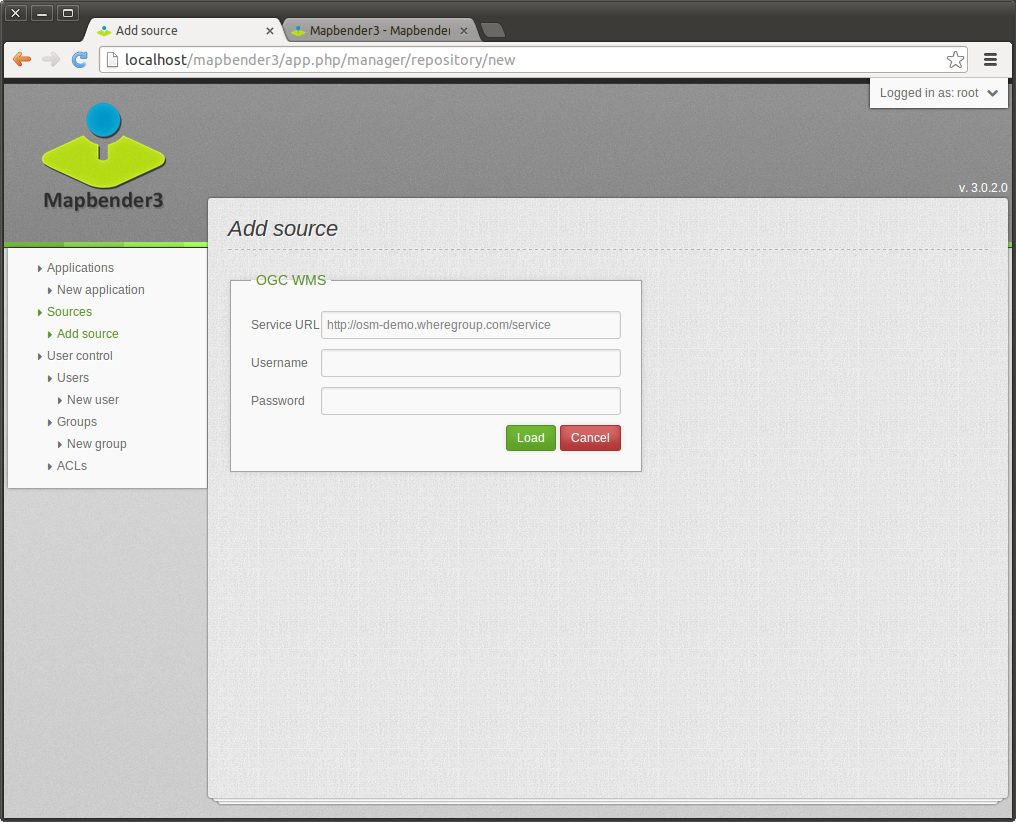 Add source
Mapbender3 - Mapbender
localhost/mapbender3/app.php/manager/repository/new
Logged in as: root
Mapbender3
v. 3.0.2.0
Add source
Applications
New application
Sources
Add source
User control
Users
New user
Groups
New group
ACLs
OGC WMS
Service URL http://osm-demo.wheregroup.com/service
Username
Password
Load Cancel